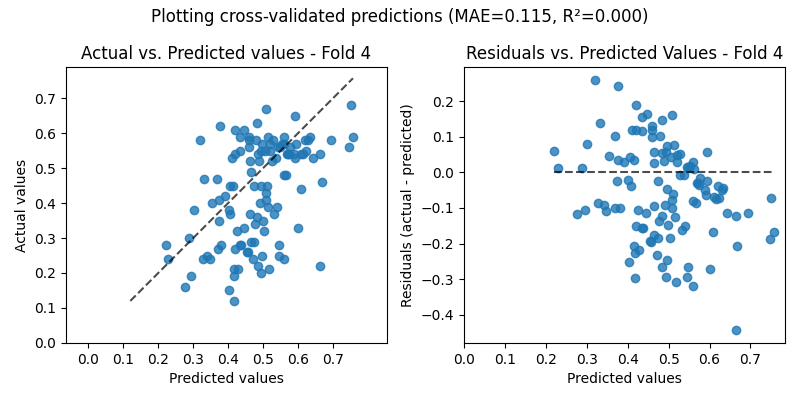 Plotting cross-validated predictions (MAE=0.115, R²=0.000)
Actual vs. Predicted values - Fold 4
Residuals vs. Predicted Values - Fold 4
Actual values
0.7
0.6
0.5
0.4
0.3
0.2
0.1
0.0
0.0 0.1 0.2 0.3 0.4 0.5 0.6 0.7
Predicted values
Residuals (actual - predicted)
0.2
0.1
0.0
−0.1
−0.2
−0.3
−0.4
0.0 0.1 0.2 0.3 0.4 0.5 0.6 0.7
Predicted values